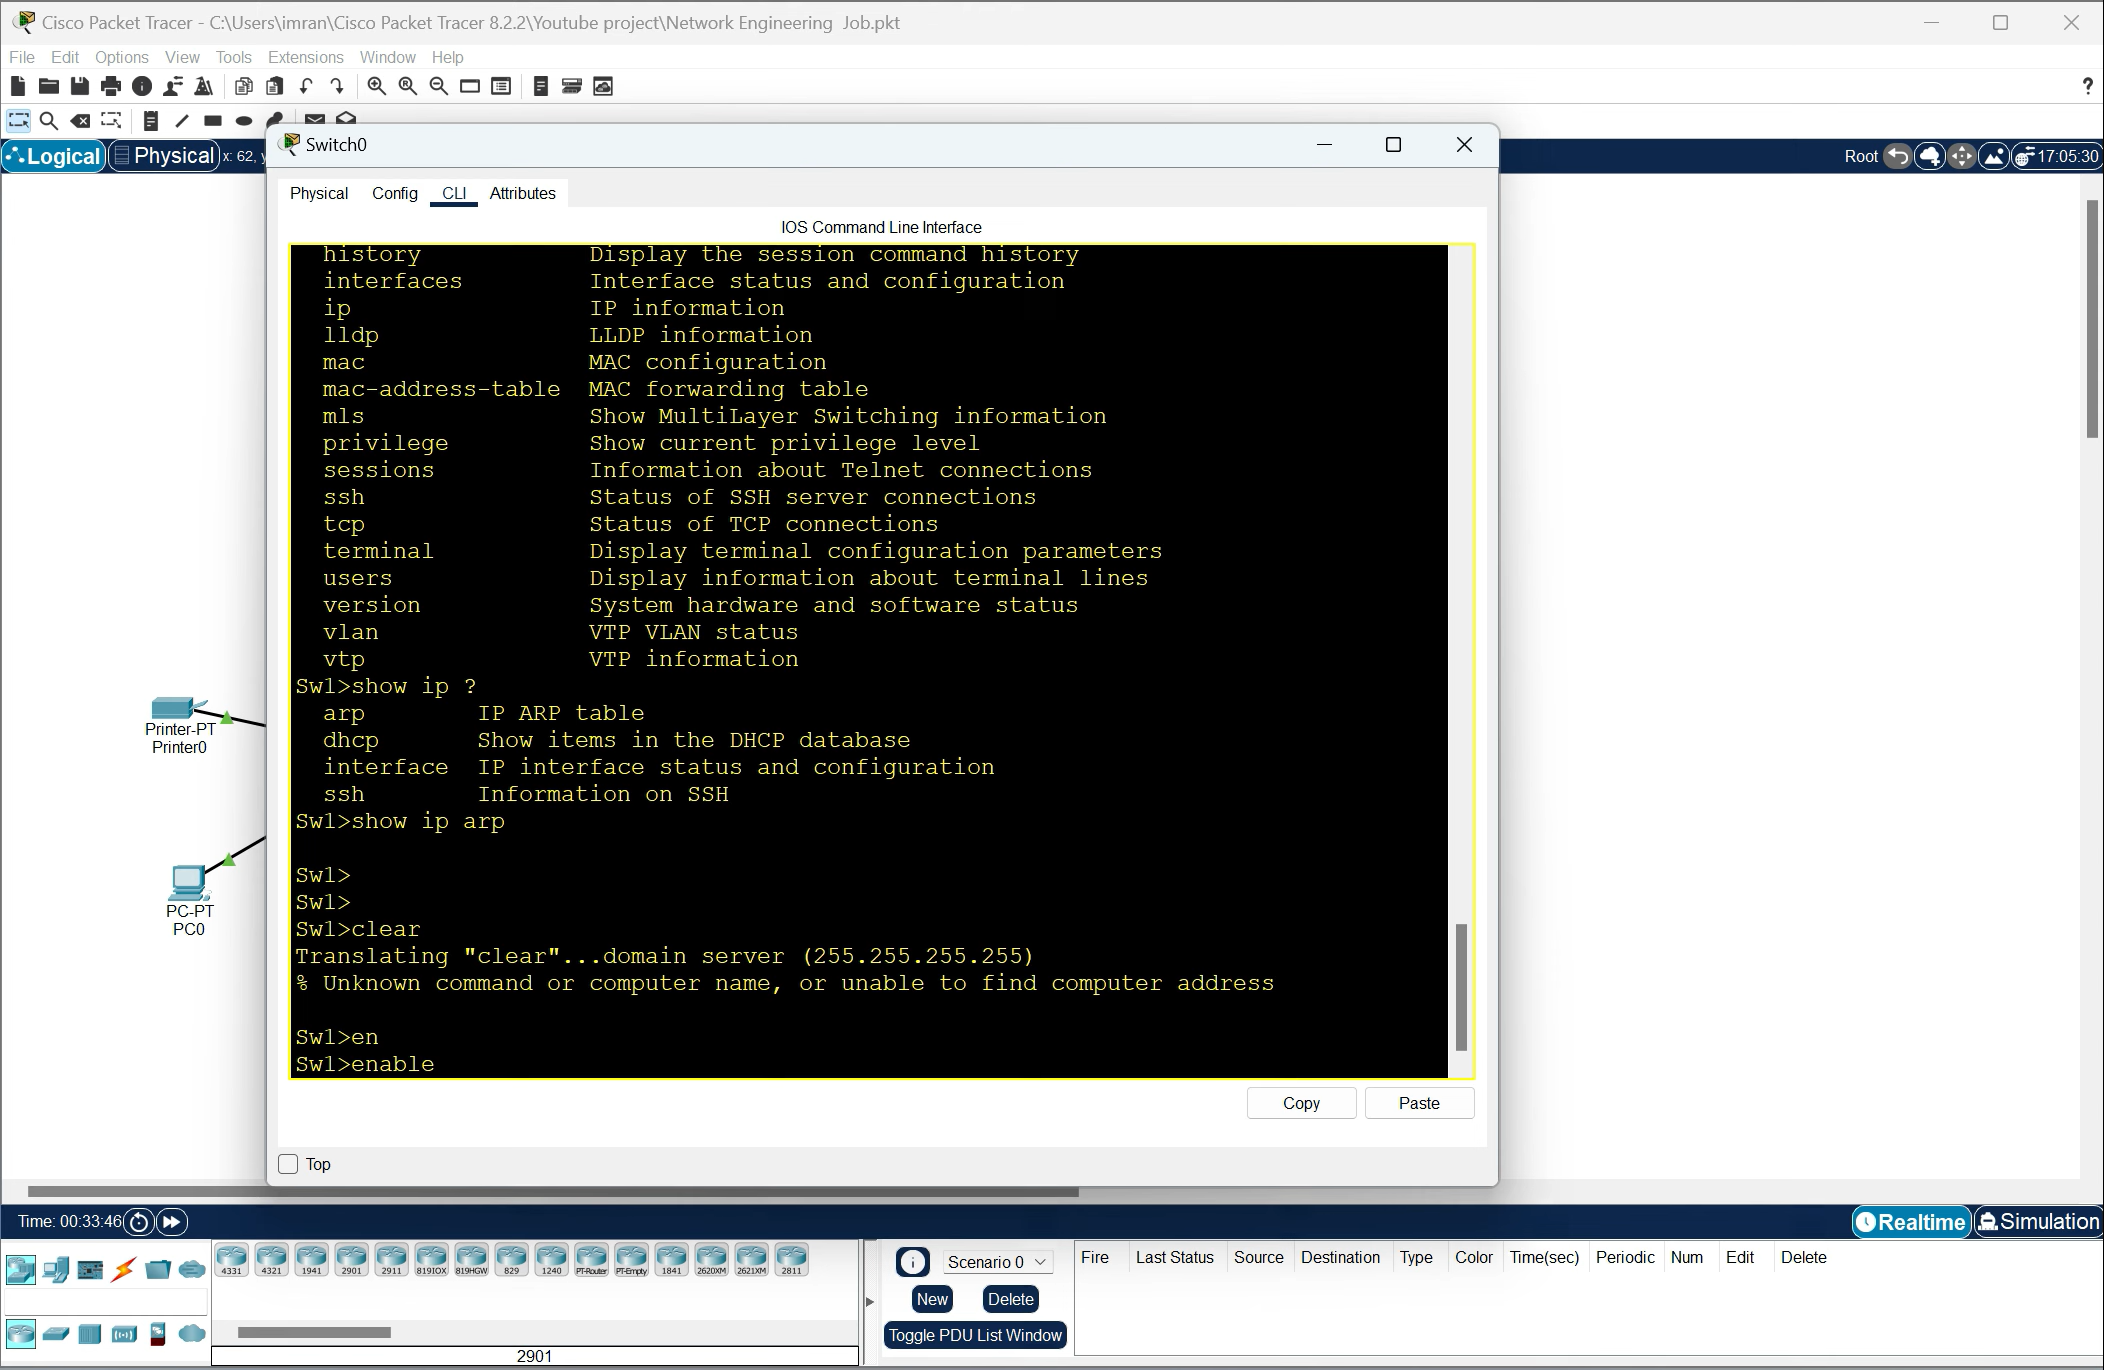 Cisco Packet Tracer - C:\Users\imran\Cisco Packet Tracer 8.2.2\Youtube project\Network Engineering  Job.pkt
File Edit Options View Tools Extensions Window Help
?
Logical Physical x: 62, y
Root 17:05:30
Switch0
Physical Config CLI Attributes
IOS Command Line Interface
history Display the session command history
interfaces Interface status and configuration
ip IP information
lldp LLDP information
mac MAC configuration
mac-address-table MAC forwarding table
mls Show MultiLayer Switching information
privilege Show current privilege level
sessions Information about Telnet connections
ssh Status of SSH server connections
tcp Status of TCP connections
terminal Display terminal configuration parameters
users Display information about terminal lines
version System hardware and software status
vlan VTP VLAN status
vtp VTP information
Sw1>show ip ?
arp IP ARP table
dhcp Show items in the DHCP database
interface IP interface status and configuration
ssh Information on SSH
Sw1>show ip arp
Sw1>
Sw1>
Sw1>clear
Translating "clear"...domain server (255.255.255.255)
% Unknown command or computer name, or unable to find computer address
Sw1>en
Sw1>enable
Copy Paste
Top
Printer-PT
Printer0
PC-PT
PC0
Time: 00:33:46
Realtime Simulation
4331 4321 1941 2901 2911 819IOX 819HGW 829 1240 PT-Router PT-Empty 1841 2620XM 2621XM 2811
2901
Scenario 0
New Delete
Toggle PDU List Window
Fire Last Status Source Destination Type Color Time(sec) Periodic Num Edit Delete